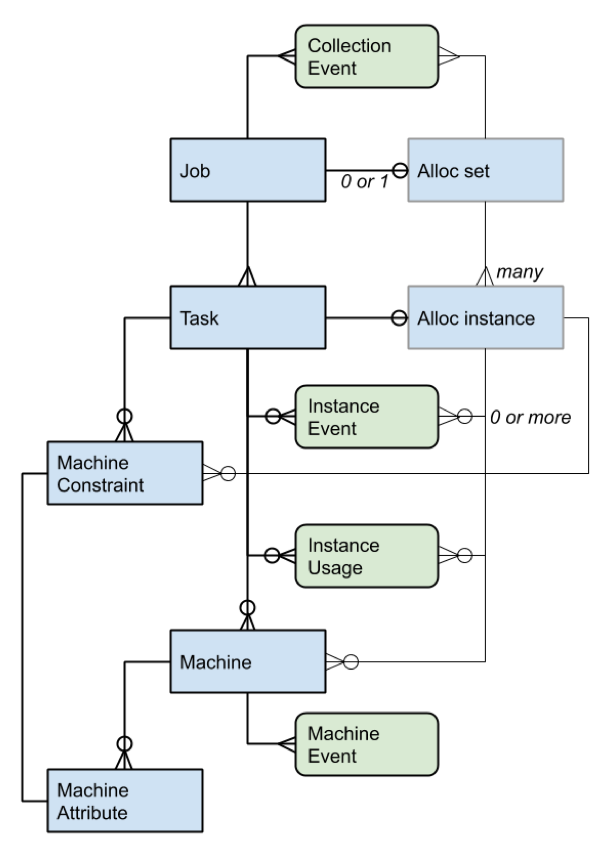 Collection
Event
Job
0 or 1
Alloc set
many
Task
Alloc instance
Instance
Event
0 or more
Machine
Constraint
Instance
Usage
Machine
Machine
Event
Machine
Attribute